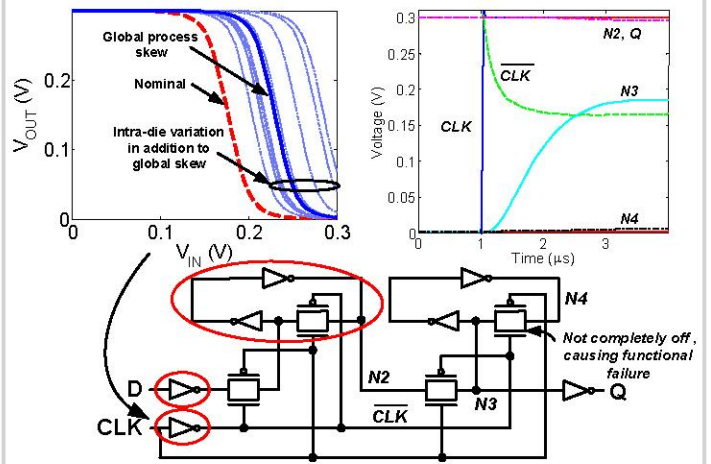 Global process
skew
Nominal
Intra-die variation
in addition to
global skew
0.2
0.1
0
V_OUT (V)
0.0
0.1
0.2
0.3
V_IN (V)
0.3
0.25
0.2
0.15
0.1
0.05
0
Voltage (V)
N2, Q
CLK
N3
CLK
N4
0
1
2
3
Time (µs)
N4
Not completely off,
causing functional
failure
D
N2
N3
Q
CLK
CLK